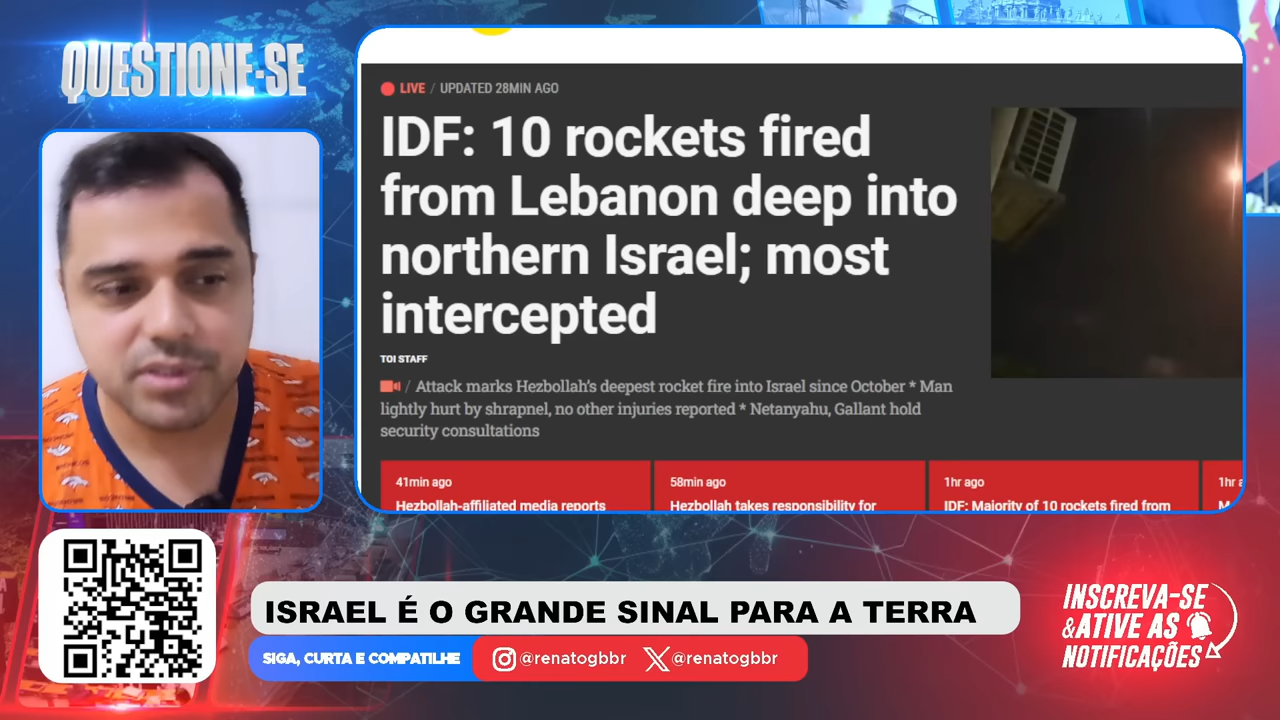 QUESTIONE-SE
LIVE / UPDATED 28MIN AGO
IDF: 10 rockets fired
from Lebanon deep into
northern Israel; most
intercepted
TOI STAFF
/ Attack marks Hezbollah's deepest rocket fire into Israel since October * Man
lightly hurt by shrapnel, no other injuries reported * Netanyahu, Gallant hold
security consultations
41min ago
Hezbollah-affiliated media reports
58min ago
Hezbollah takes responsibility for
1hr ago
IDF: Majority of 10 rockets fired from
1hr a
ISRAEL É O GRANDE SINAL PARA A TERRA
SIGA, CURTA E COMPATILHE
@renatogbbr
@renatogbbr
INSCREVA-SE
&ATIVE AS
NOTIFICAÇÕES